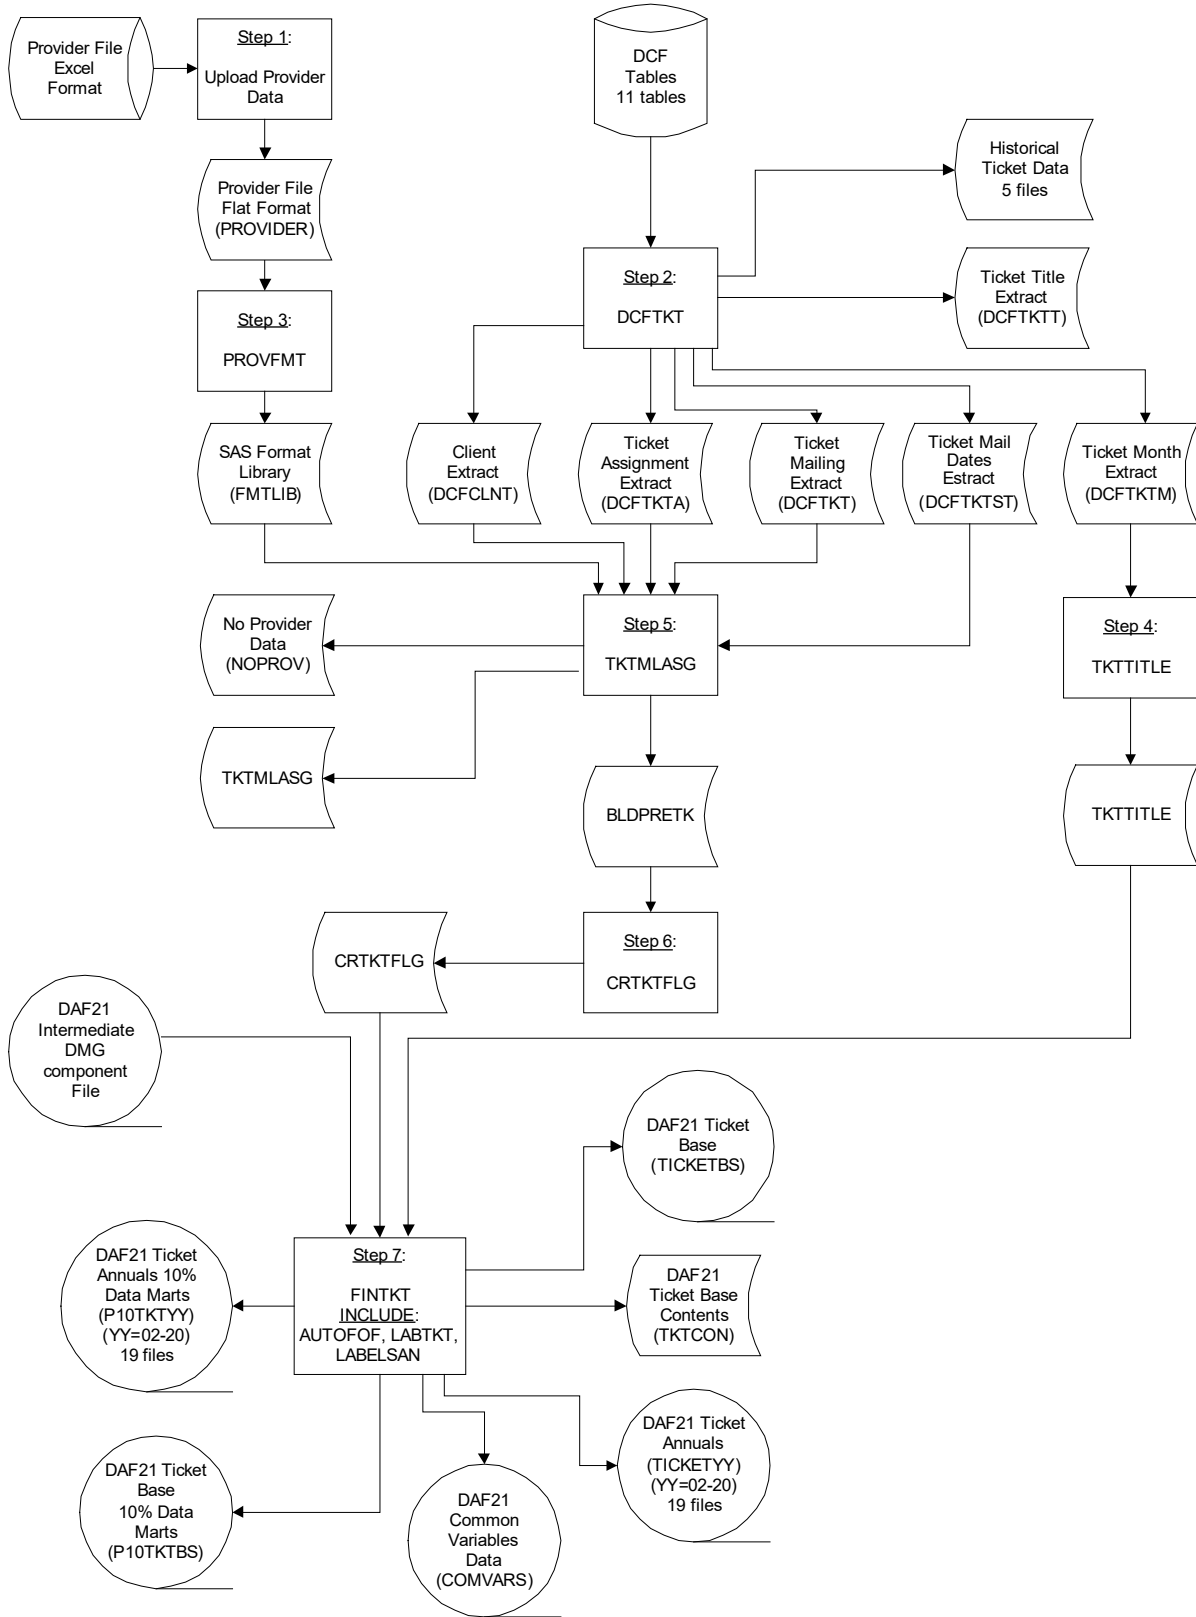 Provider File
Excel
Format
Step 1:
Upload Provider
Data
DCF
Tables
11 tables
Historical
Ticket Data
5 files
Provider File
Flat Format
(PROVIDER)
Step 2:
DCFTKT
Ticket Title
Extract
(DCFTKTT)
Step 3:
PROVFMT
SAS Format
Library
(FMTLIB)
Client
Extract
(DCFCLNT)
Ticket
Assignment
Extract
(DCFTKTA)
Ticket
Mailing
Extract
(DCFTKT)
Ticket Mail
Dates
Estract
(DCFTKTST)
Ticket Month
Extract
(DCFTKTM)
No Provider
Data
(NOPROV)
Step 5:
TKTMLASG
Step 4:
TKTTITLE
TKTMLASG
BLDPRETK
TKTTITLE
CRTKTFLG
Step 6:
CRTKTFLG
DAF21
Intermediate
DMG
component
File
DAF21 Ticket
Base
(TICKETBS)
DAF21 Ticket
Annuals 10%
Data Marts
(P10TKTYY)
(YY=02-20)
19 files
Step 7:
FINTKT
INCLUDE:
AUTOFOF, LABTKT,
LABELSAN
DAF21
Ticket Base
Contents
(TKTCON)
DAF21 Ticket
Annuals
(TICKETYY)
(YY=02-20)
19 files
DAF21 Ticket
Base
10% Data
Marts
(P10TKTBS)
DAF21
Common
Variables
Data
(COMVARS)